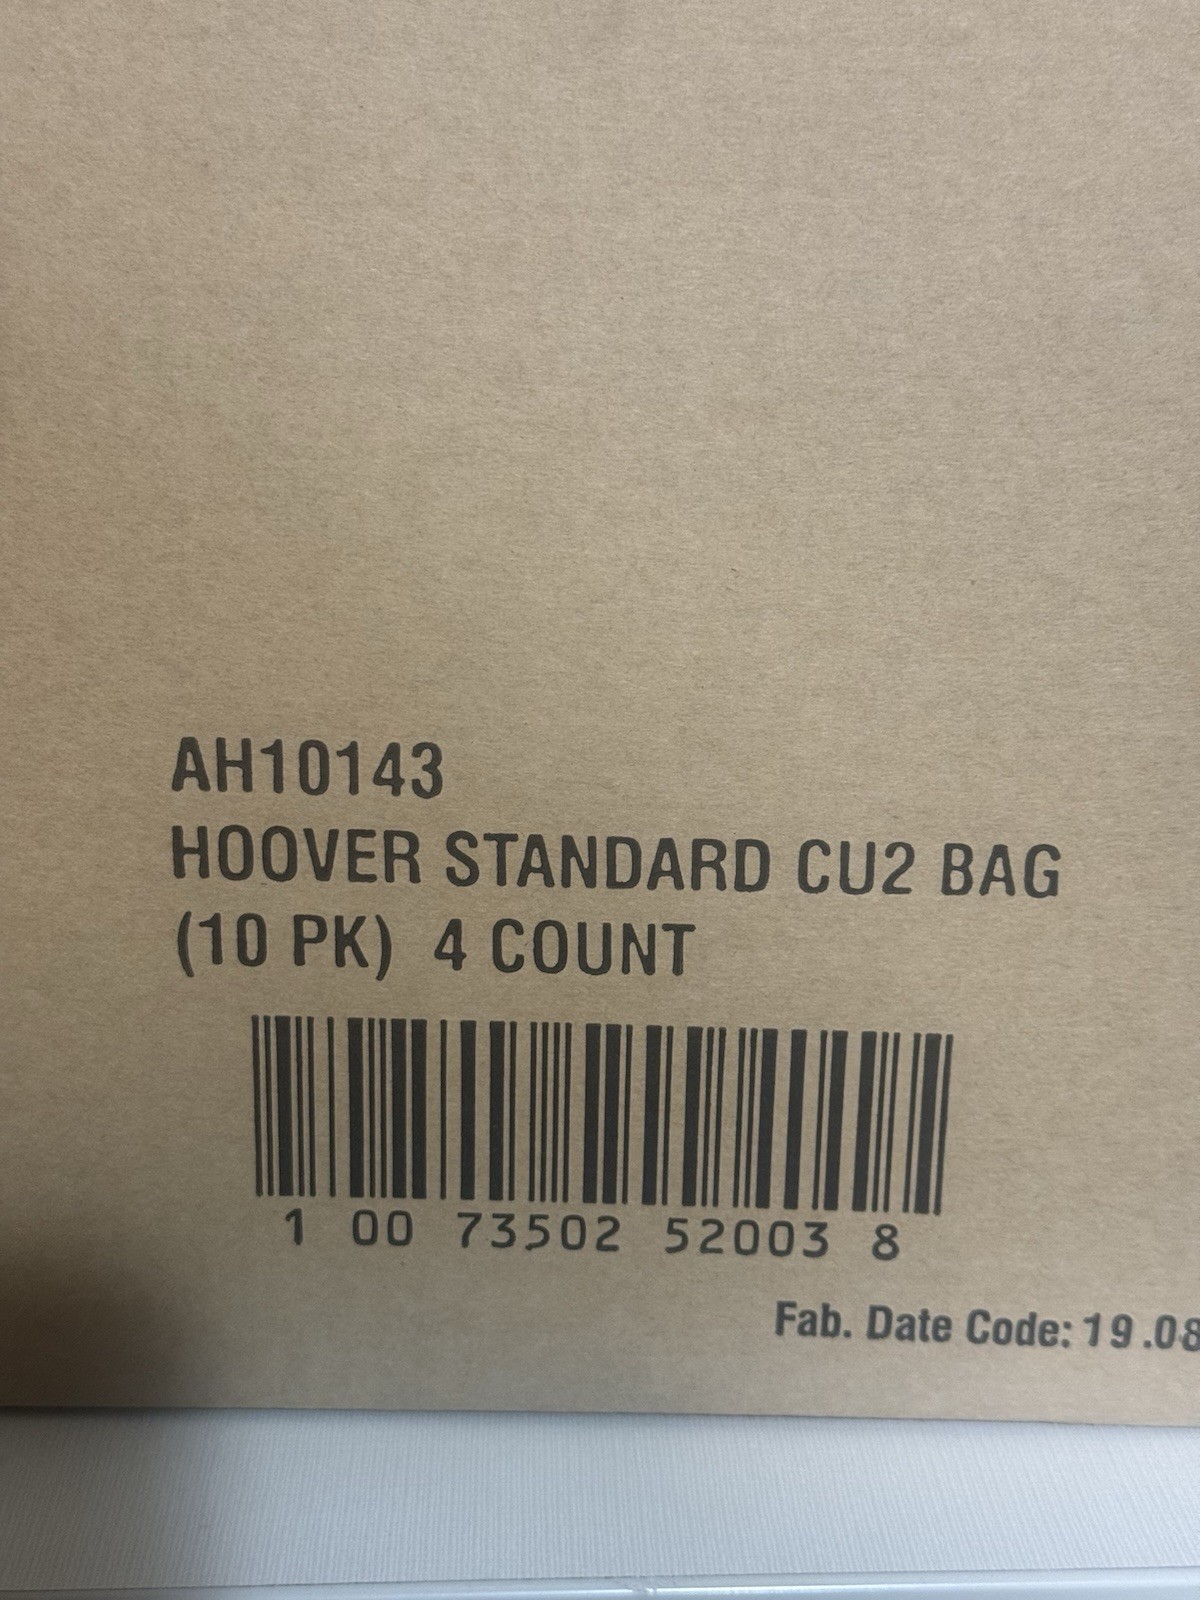 AH10143
HOOVER STANDARD CU2 BAG
(10 PK) 4 COUNT
1 00 73502 52003 8
Fab. Date Code: 19.08